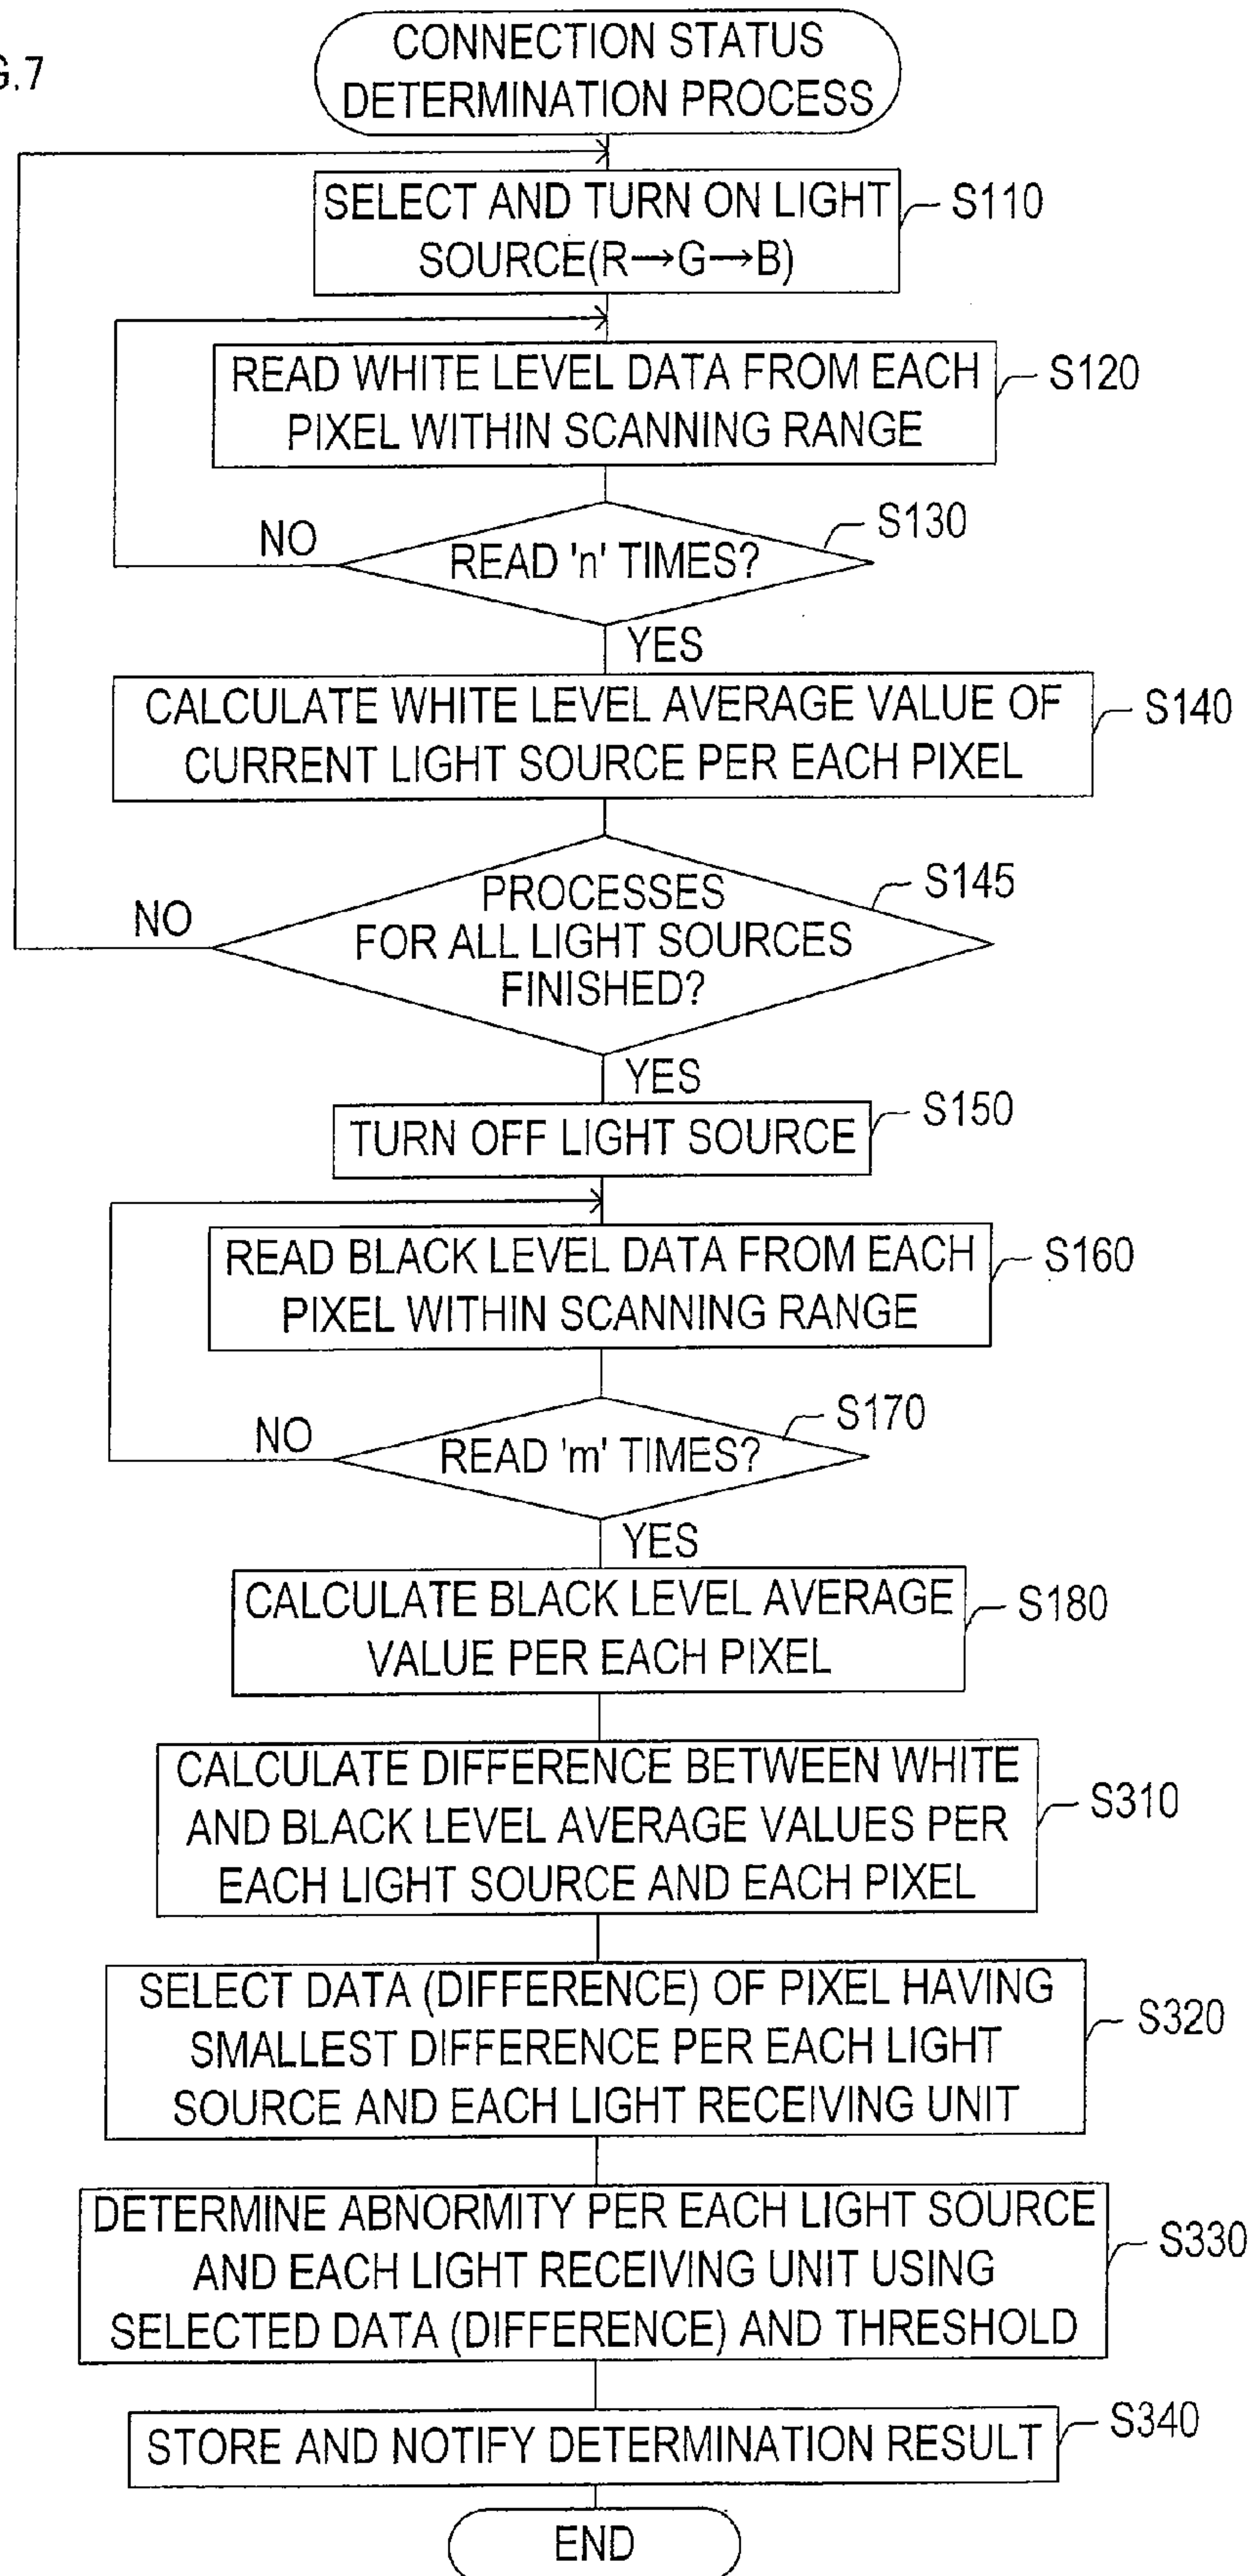 G.7
CONNECTION STATUS
DETERMINATION PROCESS
SELECT AND TURN ON LIGHT
SOURCE(R→G→B)
S110
READ WHITE LEVEL DATA FROM EACH
PIXEL WITHIN SCANNING RANGE
S120
READ 'n' TIMES?
S130
NO
YES
CALCULATE WHITE LEVEL AVERAGE VALUE OF
CURRENT LIGHT SOURCE PER EACH PIXEL
S140
PROCESSES
FOR ALL LIGHT SOURCES
FINISHED?
S145
NO
YES
TURN OFF LIGHT SOURCE
S150
READ BLACK LEVEL DATA FROM EACH
PIXEL WITHIN SCANNING RANGE
S160
READ 'm' TIMES?
S170
NO
YES
CALCULATE BLACK LEVEL AVERAGE
VALUE PER EACH PIXEL
S180
CALCULATE DIFFERENCE BETWEEN WHITE
AND BLACK LEVEL AVERAGE VALUES PER
EACH LIGHT SOURCE AND EACH PIXEL
S310
SELECT DATA (DIFFERENCE) OF PIXEL HAVING
SMALLEST DIFFERENCE PER EACH LIGHT
SOURCE AND EACH LIGHT RECEIVING UNIT
S320
DETERMINE ABNORMITY PER EACH LIGHT SOURCE
AND EACH LIGHT RECEIVING UNIT USING
SELECTED DATA (DIFFERENCE) AND THRESHOLD
S330
STORE AND NOTIFY DETERMINATION RESULT
S340
END